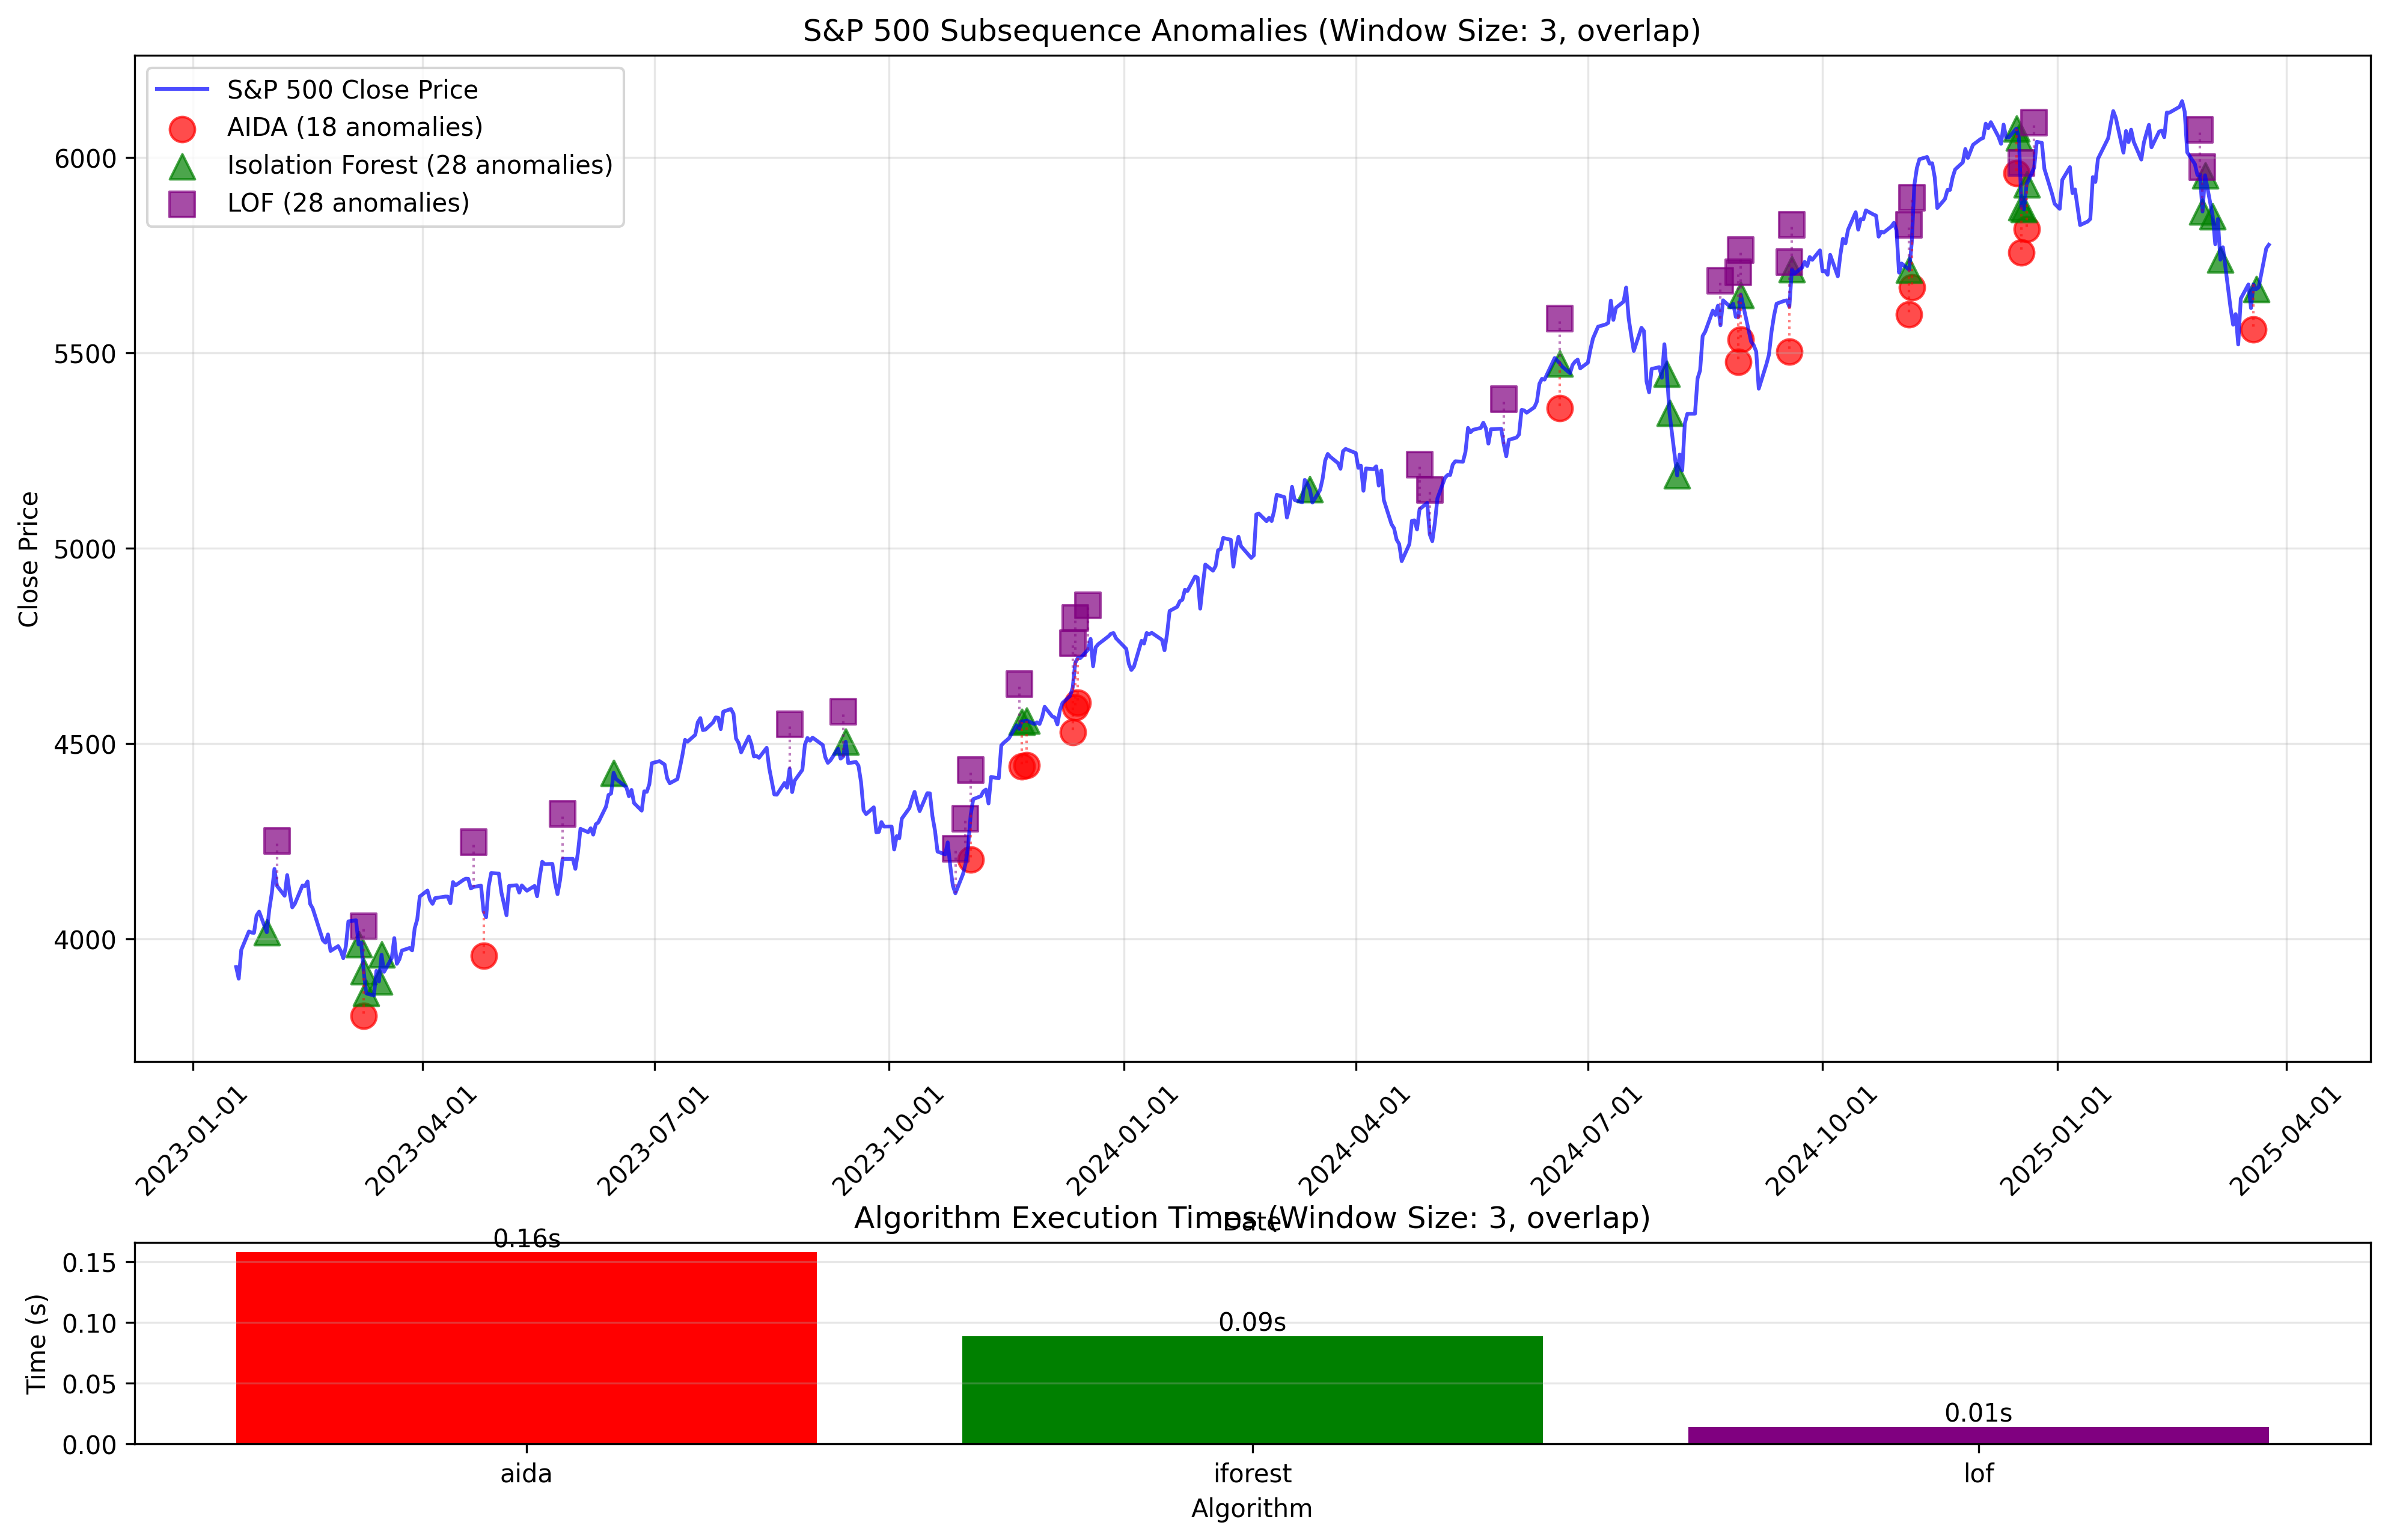 S&P 500 Subsequence Anomalies (Window Size: 3, overlap)
S&P 500 Close Price
AIDA (18 anomalies)
Isolation Forest (28 anomalies)
LOF (28 anomalies)
Close Price
6000
5500
5000
4500
4000
2023-01-01
2023-04-01
2023-07-01
2023-10-01
2024-01-01
2024-04-01
2024-07-01
2024-10-01
2025-01-01
2025-04-01
Date
Algorithm Execution Times (Window Size: 3, overlap)
Time (s)
0.15
0.10
0.05
0.00
0.16s
0.09s
0.01s
aida
iforest
lof
Algorithm